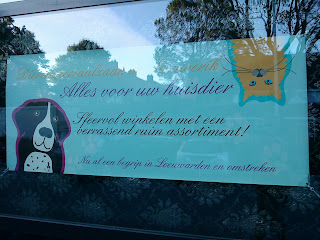 Alles voor uw huisdier
Sfeervol winkelen met een
verrassend ruim assortiment!
Nu al een begrip in Leeuwarden en omstreken